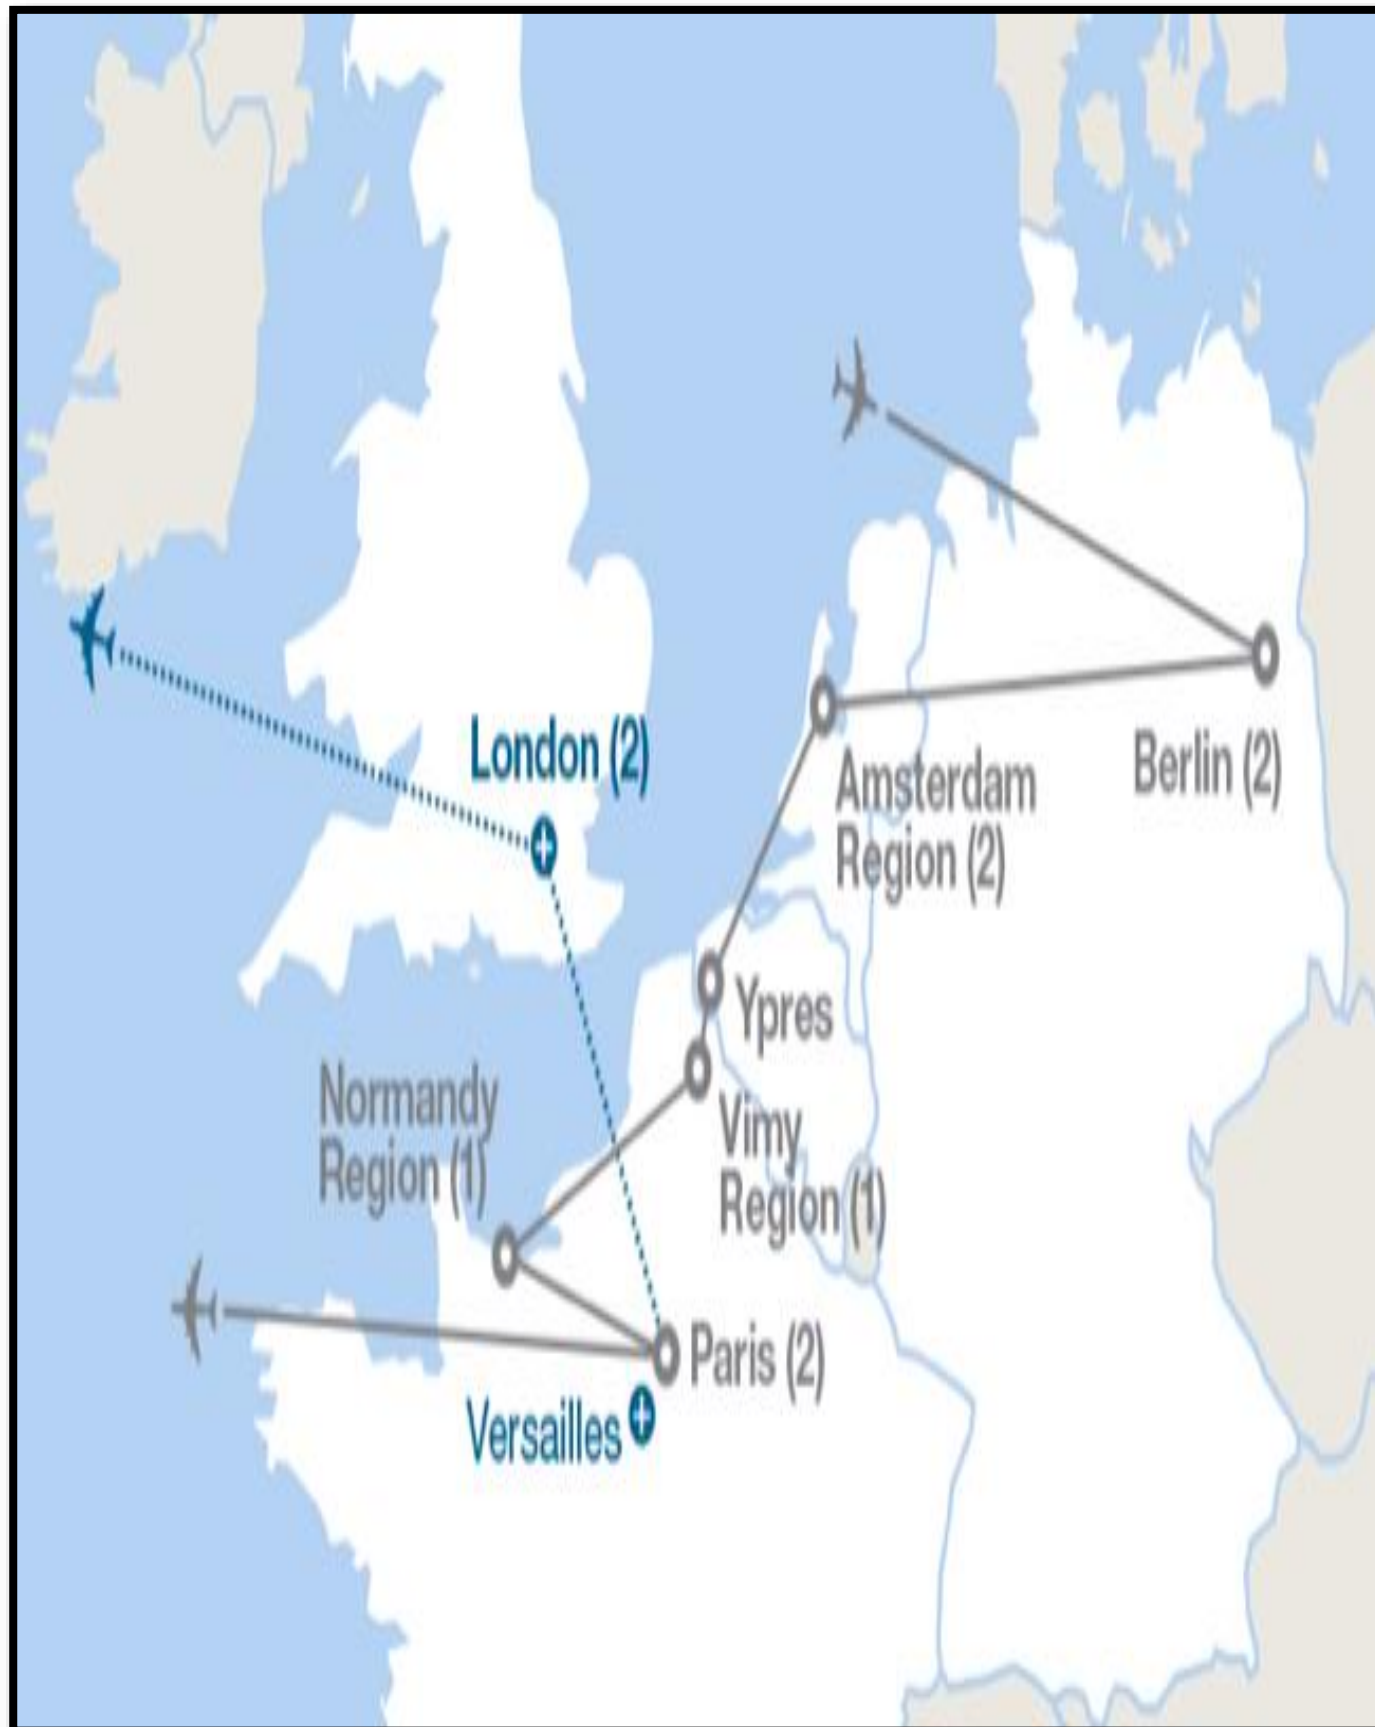 London (2)
Berlin (2)
Amsterdam
Region (2)
Ypres
Normandy
Region (1)
Vimy
Region (1)
Paris (2)
Versailles